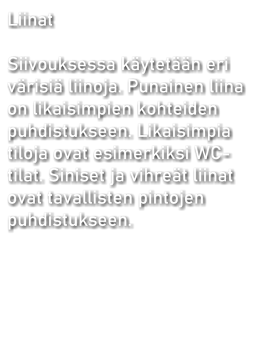 Liinat
Siivouksessa käytetään eri
värisiä liinoja. Punainen liina
on likaisimpien kohteiden
puhdistukseen. Likaisimpia
tiloja ovat esimerkiksi WC-
tilat. Siniset ja vihreät liinat
ovat tavallisten pintojen
puhdistukseen.